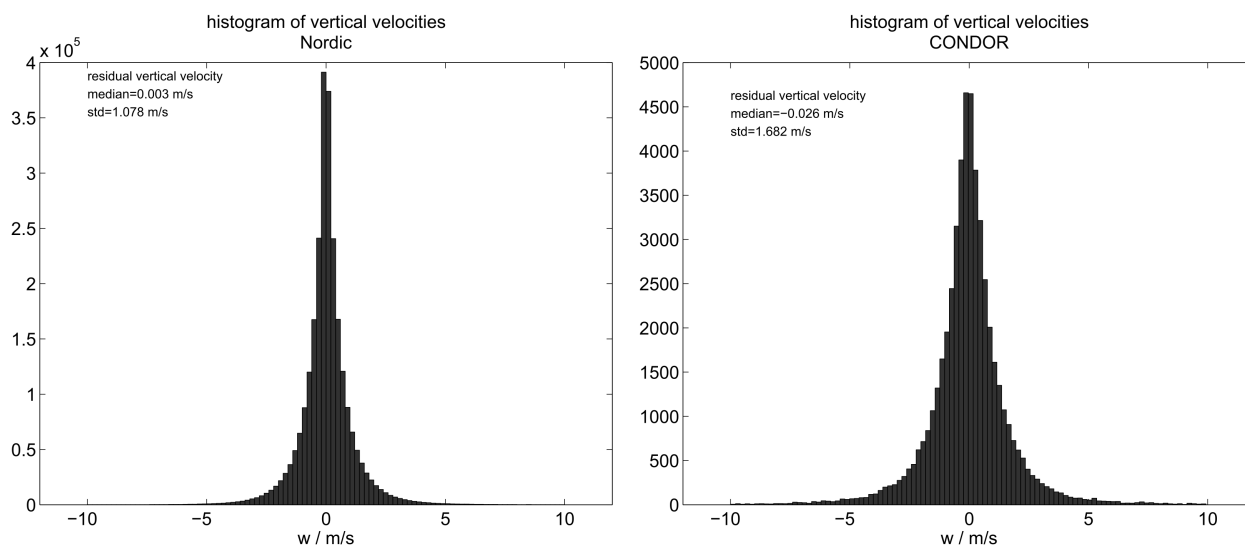 histogram of vertical velocities
Nordic
x 10⁵
residual vertical velocity
median=0.003 m/s
std=1.078 m/s
4
3.5
3
2.5
2
1.5
1
0.5
0
−10 −5 0 5 10
w / m/s
histogram of vertical velocities
CONDOR
residual vertical velocity
median=−0.026 m/s
std=1.682 m/s
5000
4500
4000
3500
3000
2500
2000
1500
1000
500
0
−10 −5 0 5 10
w / m/s